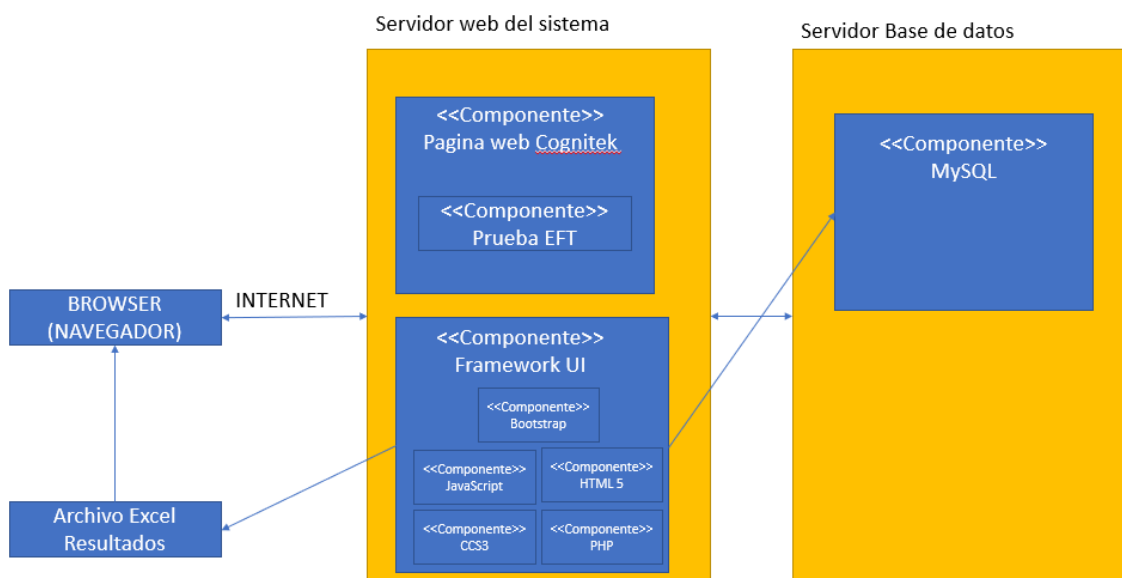 Servidor web del sistema
Servidor Base de datos
<<Componente>>
Pagina web Cognitek
<<Componente>>
Prueba EFT
<<Componente>>
MySQL
BROWSER
(NAVEGADOR)
INTERNET
<<Componente>>
Framework UI
<<Componente>>
Bootstrap
<<Componente>>
JavaScript
<<Componente>>
HTML 5
<<Componente>>
CCS3
<<Componente>>
PHP
Archivo Excel
Resultados